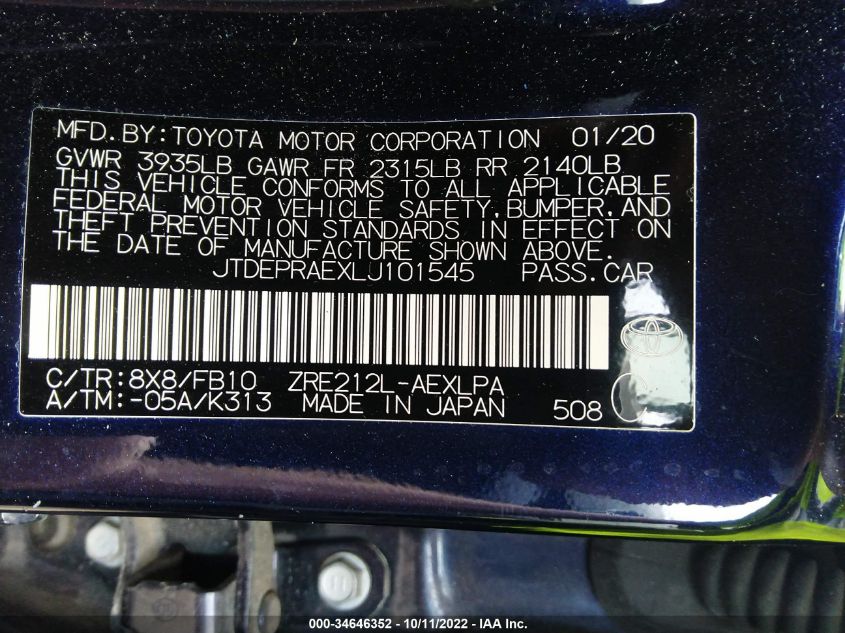 MFD.BY:TOYOTA MOTOR CORPORATION 01/20
GVWR 3935LB GAWR FR 2315LB RR 2140LB
THIS VEHICLE CONFORMS TO ALL APPLICABLE
FEDERAL MOTOR VEHICLE SAFETY,BUMPER,AND
THEFT PREVENTION STANDARDS IN EFFECT ON
THE DATE OF MANUFACTURE SHOWN ABOVE.
JTDEPRAEXLJ101545 PASS.CAR
C/TR:8X8/FB10 ZRE212L-AEXLPA
A/TM:-05A/K313 MADE IN JAPAN 508
000-34646352 - 10/11/2022 - IAA Inc.